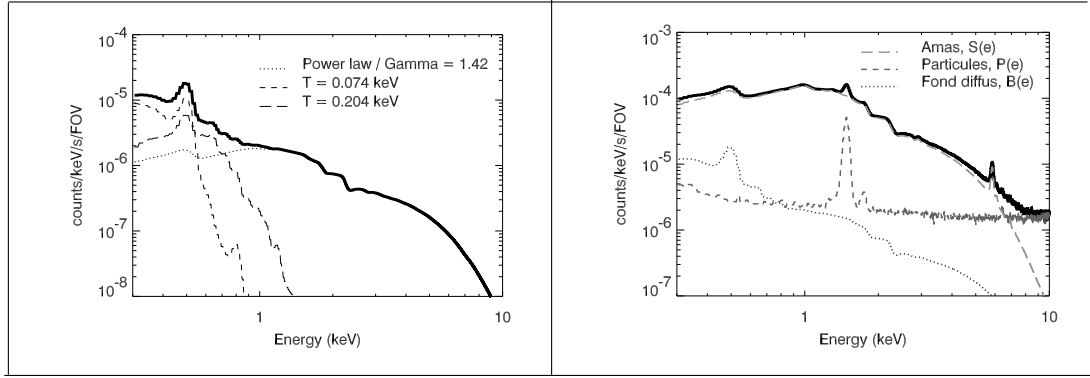 10⁻⁴
10⁻⁵
10⁻⁶
10⁻⁷
10⁻⁸
counts/keV/s/FOV
Power law / Gamma = 1.42
T = 0.074 keV
T = 0.204 keV
1
10
Energy (keV)
10⁻³
10⁻⁴
10⁻⁵
10⁻⁶
10⁻⁷
counts/keV/s/FOV
Amas, S(e)
Particules, P(e)
Fond diffus, B(e)
1
10
Energy (keV)